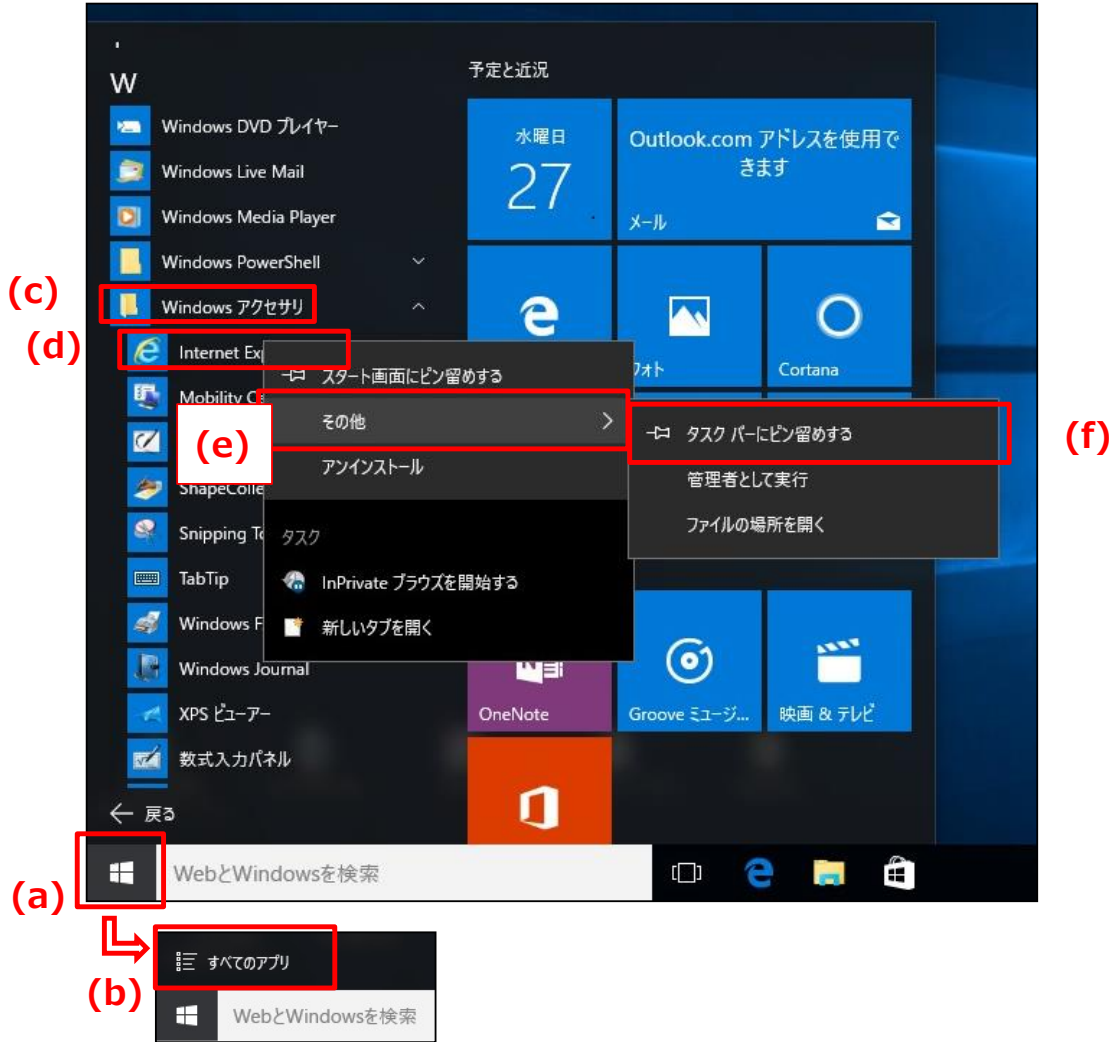 W
Windows DVD プレイヤー
Windows Live Mail
Windows Media Player
Windows PowerShell
(c)
Windows アクセサリ
(d)
Internet Exp
Mobility
(e)
ShapeColle
Snipping
TabTip
Windows F
Windows Journal
XPS ビューアー
数式入力パネル
戻る
スタート画面にピン留めする
その他
アンインストール
タスク
InPrivate ブラウズを開始する
新しいタブを開く
タスク バーにピン留めする
管理者として実行
ファイルの場所を開く
(f)
予定と近況
水曜日
27
Outlook.com アドレスを使用で
きます
メール
フォト
Cortana
OneNote
Groove ミュージ...
映画 & テレビ
(a)
WebとWindowsを検索
(b)
すべてのアプリ
WebとWindowsを検索